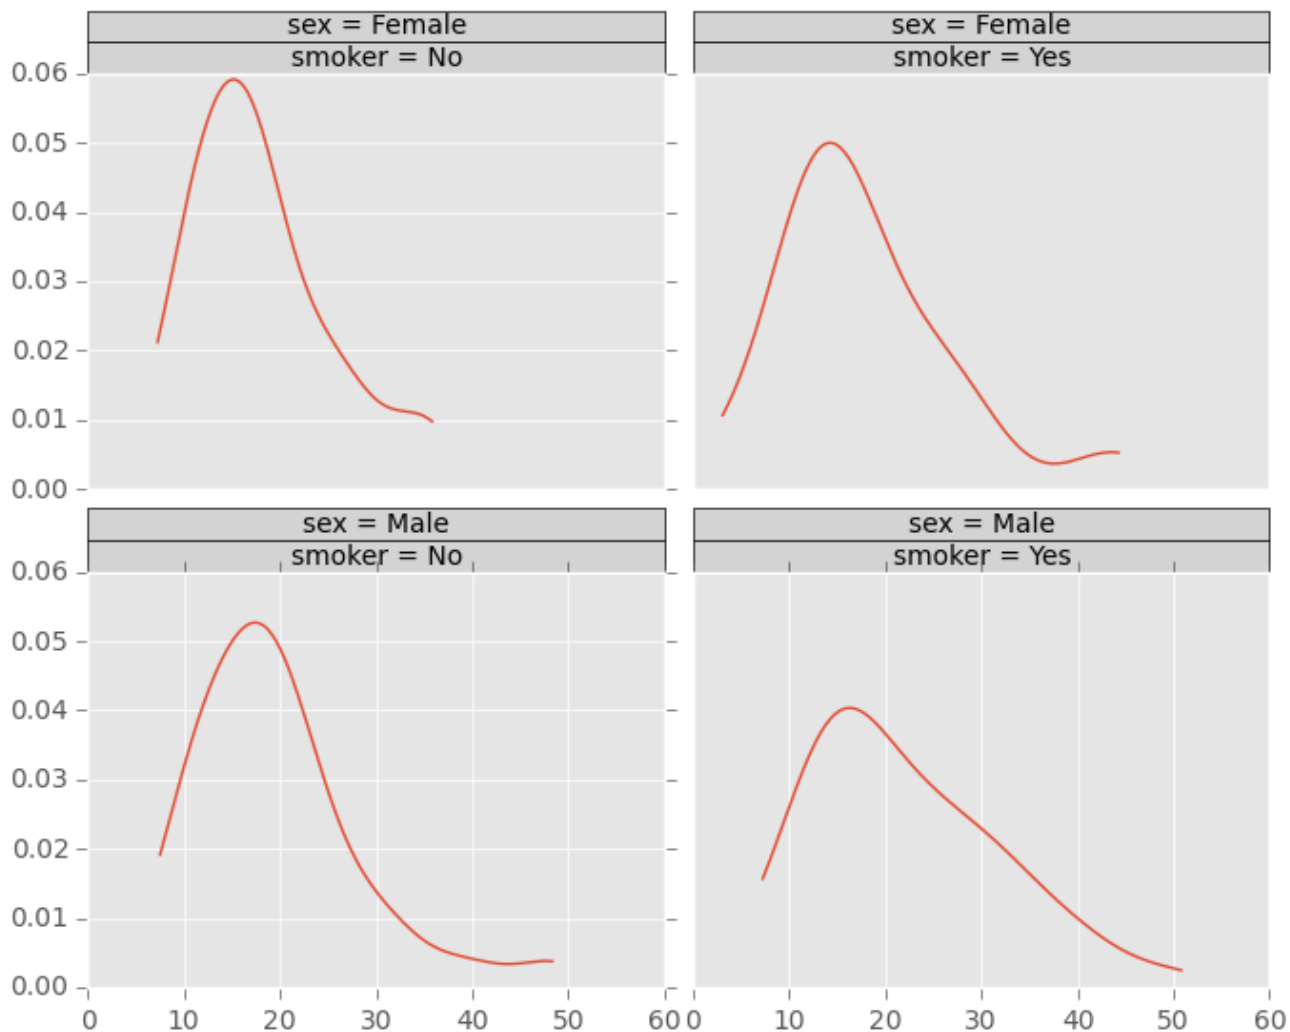 sex = Female
smoker = No
sex = Female
smoker = Yes
0.06
0.05
0.04
0.03
0.02
0.01
0.00
sex = Male
smoker = No
sex = Male
smoker = Yes
0.06
0.05
0.04
0.03
0.02
0.01
0.00
0 10 20 30 40 50 60
0 10 20 30 40 50 60